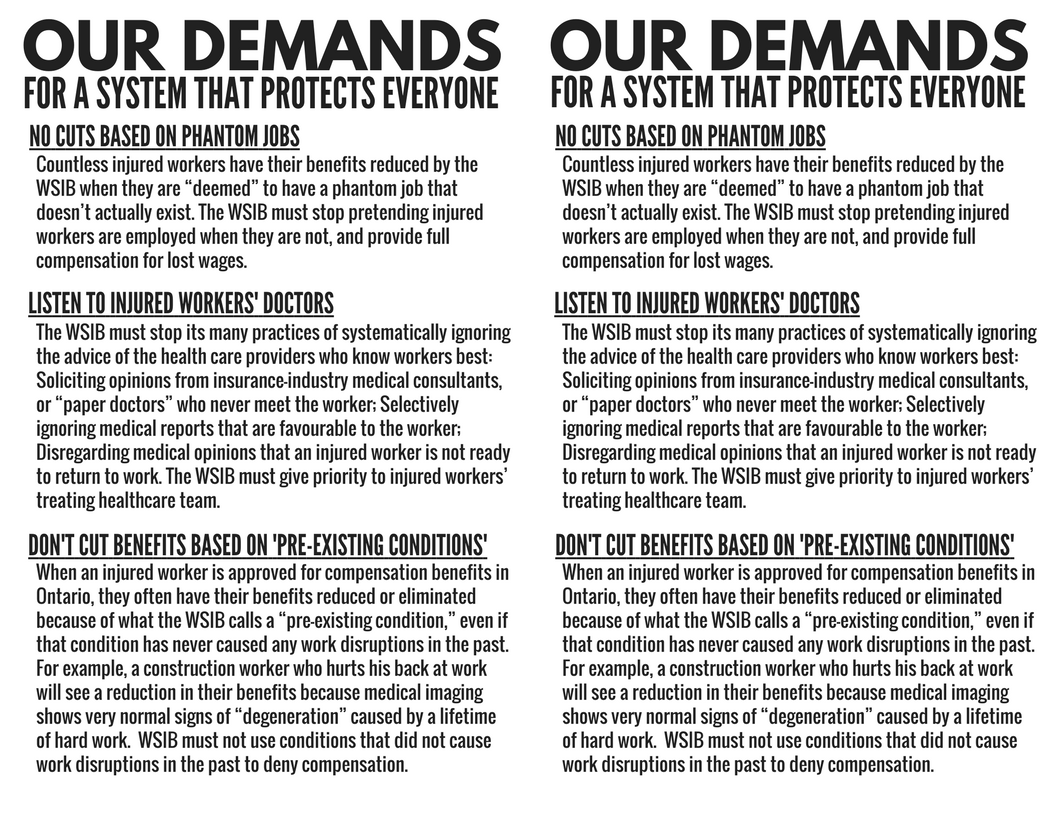 OUR DEMANDS
FOR A SYSTEM THAT PROTECTS EVERYONE
NO CUTS BASED ON PHANTOM JOBS
Countless injured workers have their benefits reduced by the
WSIB when they are “deemed” to have a phantom job that
doesn’t actually exist. The WSIB must stop pretending injured
workers are employed when they are not, and provide full
compensation for lost wages.
LISTEN TO INJURED WORKERS' DOCTORS
The WSIB must stop its many practices of systematically ignoring
the advice of the health care providers who know workers best:
Soliciting opinions from insurance-industry medical consultants,
or “paper doctors” who never meet the worker; Selectively
ignoring medical reports that are favourable to the worker;
Disregarding medical opinions that an injured worker is not ready
to return to work. The WSIB must give priority to injured workers’
treating healthcare team.
DON'T CUT BENEFITS BASED ON 'PRE-EXISTING CONDITIONS'
When an injured worker is approved for compensation benefits in
Ontario, they often have their benefits reduced or eliminated
because of what the WSIB calls a “pre-existing condition,” even if
that condition has never caused any work disruptions in the past.
For example, a construction worker who hurts his back at work
will see a reduction in their benefits because medical imaging
shows very normal signs of “degeneration” caused by a lifetime
of hard work.  WSIB must not use conditions that did not cause
work disruptions in the past to deny compensation.
OUR DEMANDS
FOR A SYSTEM THAT PROTECTS EVERYONE
NO CUTS BASED ON PHANTOM JOBS
Countless injured workers have their benefits reduced by the
WSIB when they are “deemed” to have a phantom job that
doesn’t actually exist. The WSIB must stop pretending injured
workers are employed when they are not, and provide full
compensation for lost wages.
LISTEN TO INJURED WORKERS' DOCTORS
The WSIB must stop its many practices of systematically ignoring
the advice of the health care providers who know workers best:
Soliciting opinions from insurance-industry medical consultants,
or “paper doctors” who never meet the worker; Selectively
ignoring medical reports that are favourable to the worker;
Disregarding medical opinions that an injured worker is not ready
to return to work. The WSIB must give priority to injured workers’
treating healthcare team.
DON'T CUT BENEFITS BASED ON 'PRE-EXISTING CONDITIONS'
When an injured worker is approved for compensation benefits in
Ontario, they often have their benefits reduced or eliminated
because of what the WSIB calls a “pre-existing condition,” even if
that condition has never caused any work disruptions in the past.
For example, a construction worker who hurts his back at work
will see a reduction in their benefits because medical imaging
shows very normal signs of “degeneration” caused by a lifetime
of hard work.  WSIB must not use conditions that did not cause
work disruptions in the past to deny compensation.